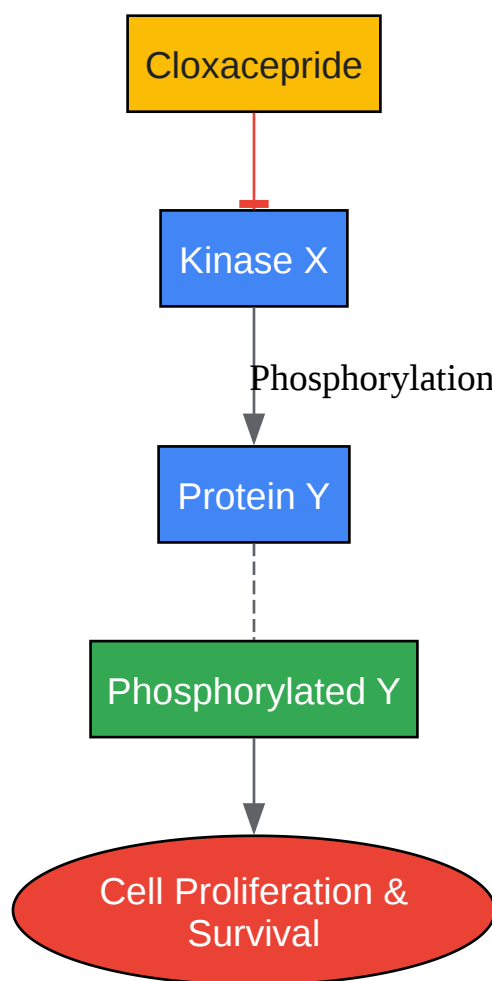 Cloxacepride
Kinase X
Phosphorylation
Protein Y
Phosphorylated Y
Cell Proliferation &
Survival